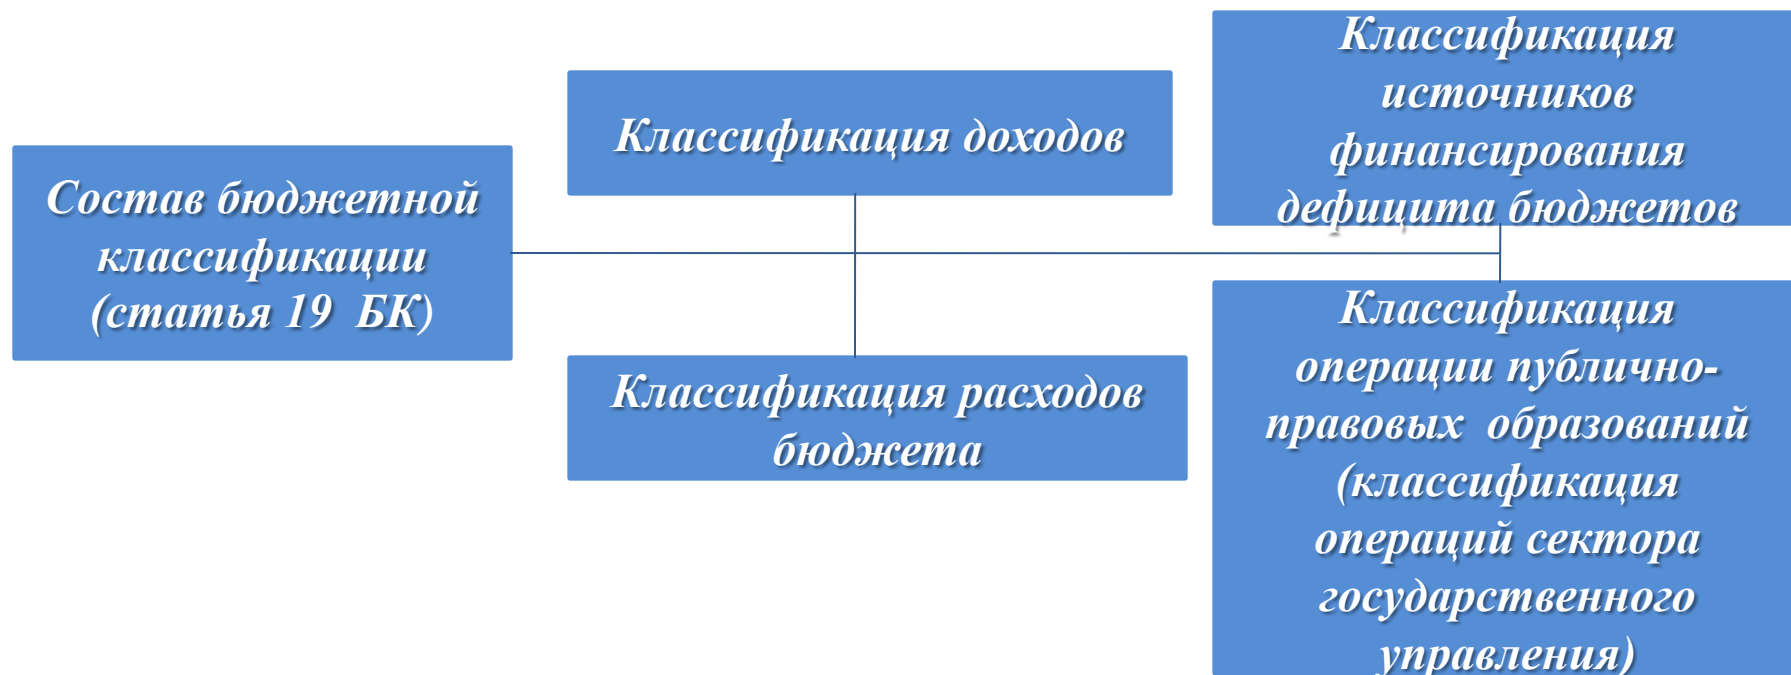 Состав бюджетной
классификации
(статья 19  БК)
Классификация доходов
Классификация расходов
бюджета
Классификация
источников
финансирования
дефицита бюджетов
Классификация
операции публично-
правовых  образований
(классификация
операций сектора
государственного
управления)